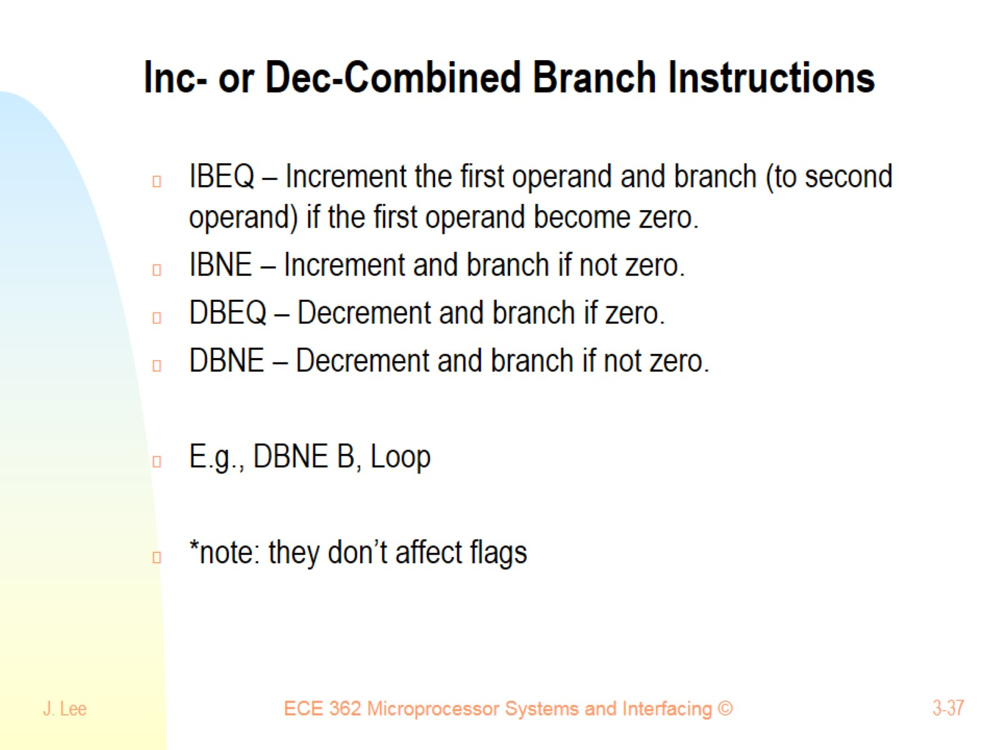 Inc- or Dec-Combined Branch Instructions
IBEQ – Increment the first operand and branch (to second
operand) if the first operand become zero.
IBNE – Increment and branch if not zero.
DBEQ – Decrement and branch if zero.
DBNE – Decrement and branch if not zero.
E.g., DBNE B, Loop
*note: they don’t affect flags
J. Lee
ECE 362 Microprocessor Systems and Interfacing ©
3-37